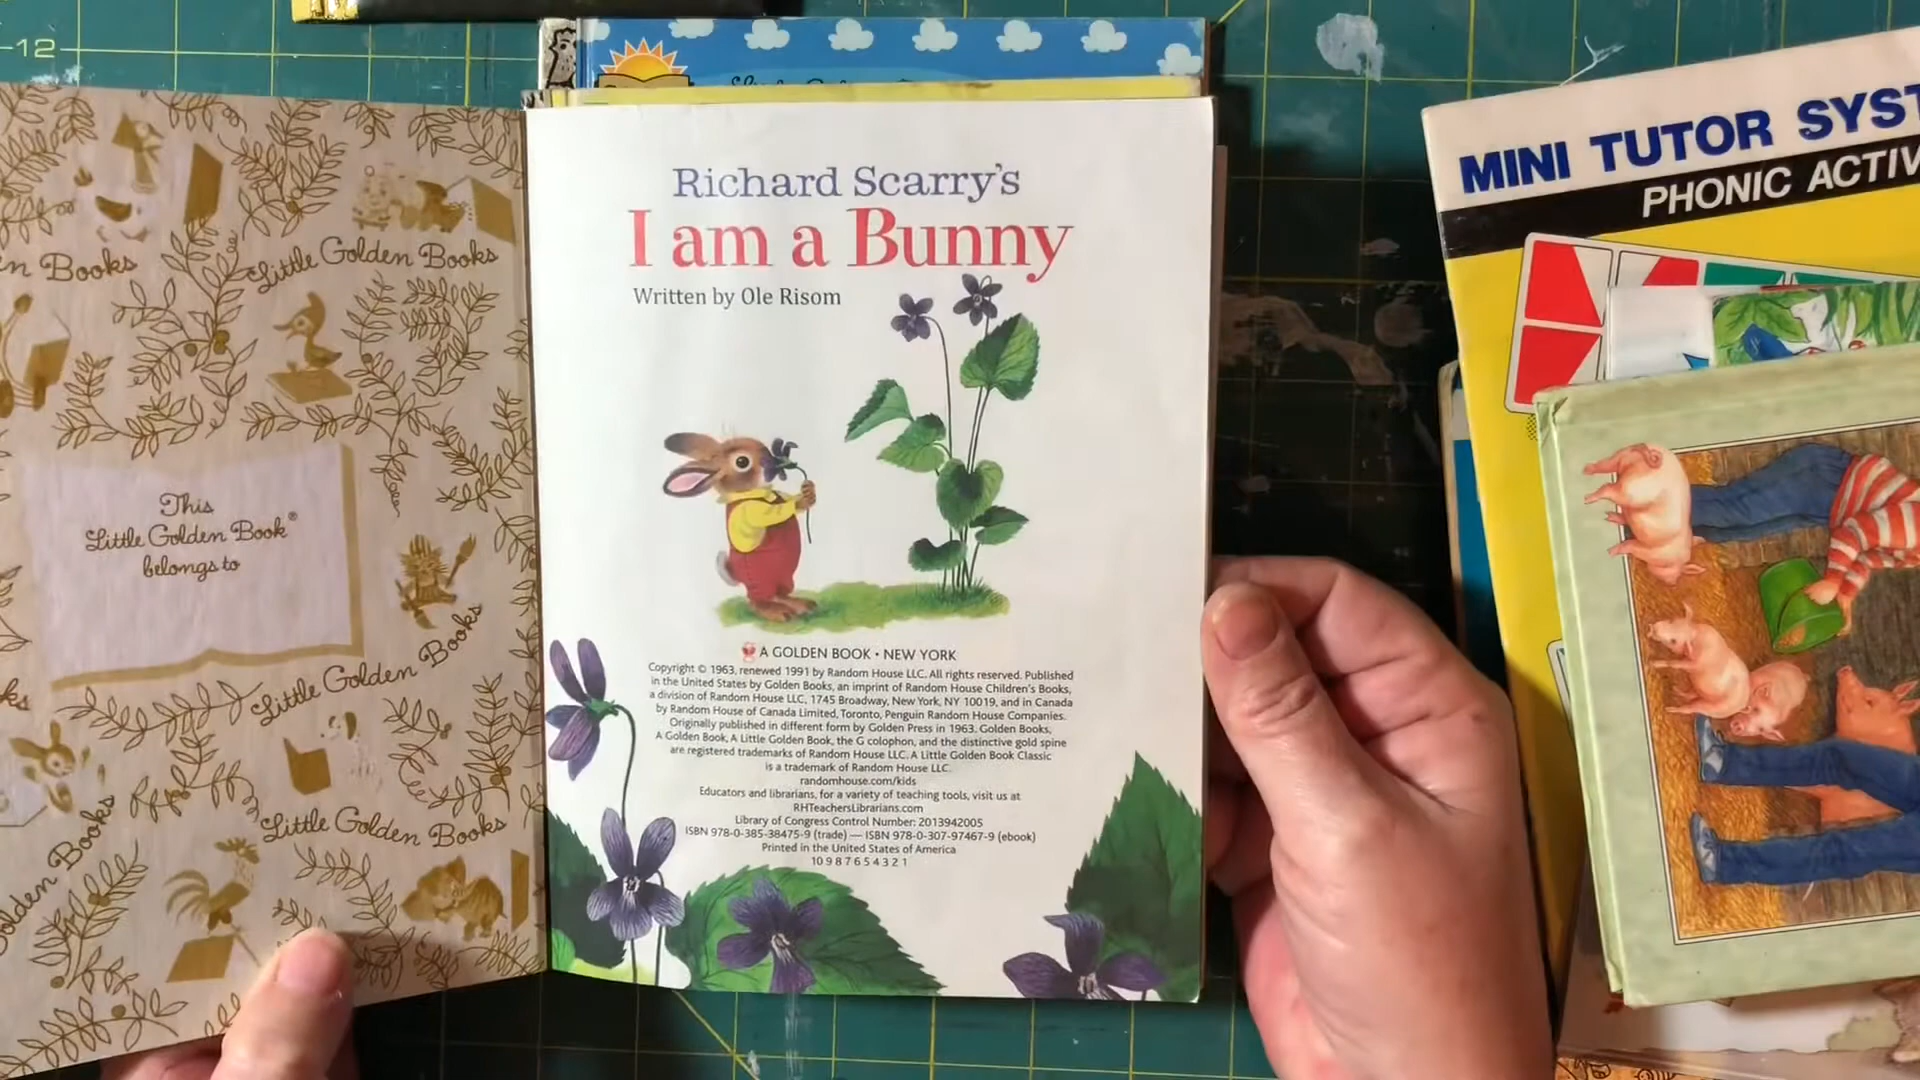 12
en Books
Little Golden Books
This
Little Golden Book®
belongs to
Little Golden Books
Little Golden Books
Golden Books
Richard Scarry's
I am a Bunny
Written by Ole Risom
A GOLDEN BOOK • NEW YORK
Copyright © 1963, renewed 1991 by Random House LLC. All rights reserved. Published
in the United States by Golden Books, an imprint of Random House Children's Books,
a division of Random House LLC, 1745 Broadway, New York, NY 10019, and in Canada
by Random House of Canada Limited, Toronto, Penguin Random House Companies.
Originally published in different form by Golden Press in 1963. Golden Books,
A Golden Book, A Little Golden Book, the G colophon, and the distinctive gold spine
are registered trademarks of Random House LLC. A Little Golden Book Classic
is a trademark of Random House LLC.
randomhouse.com/kids
Educators and librarians, for a variety of teaching tools, visit us at
RHTeachersLibrarians.com
Library of Congress Control Number: 2013942005
ISBN 978-0-385-38475-9 (trade) — ISBN 978-0-307-97467-9 (ebook)
Printed in the United States of America
10 9 8 7 6 5 4 3 2 1
MINI TUTOR SYST
PHONIC ACTIV